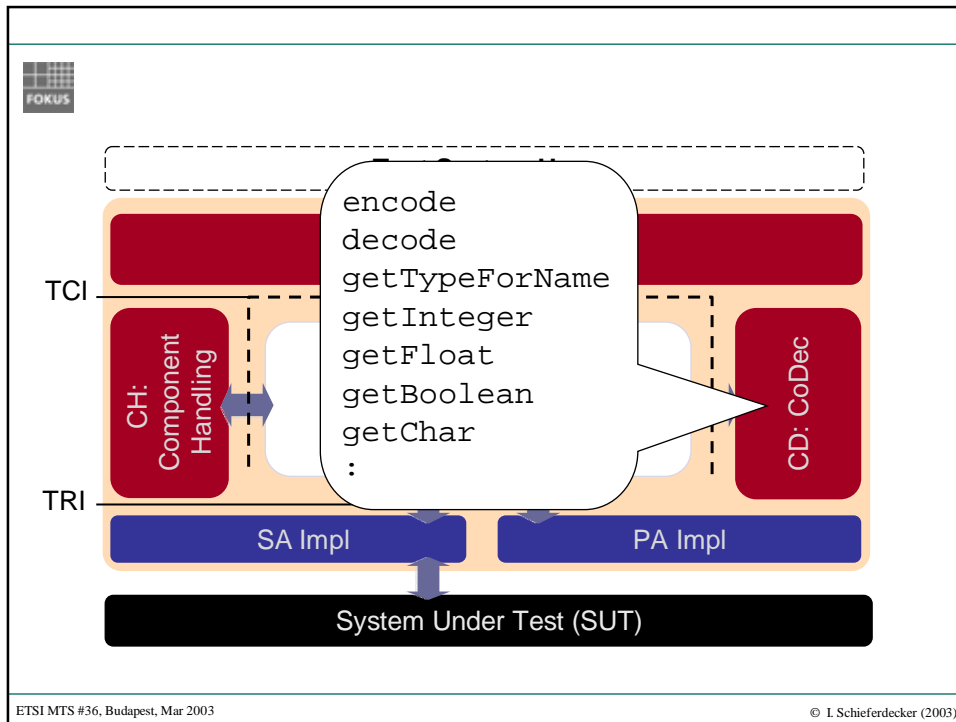 FOKUS
encode
decode
getTypeForName
getInteger
getFloat
getBoolean
getChar
:
TCI
CH:
Component
Handling
CD: CoDec
TRI
SA Impl
PA Impl
System Under Test (SUT)
ETSI MTS #36, Budapest, Mar 2003
© I. Schieferdecker (2003)